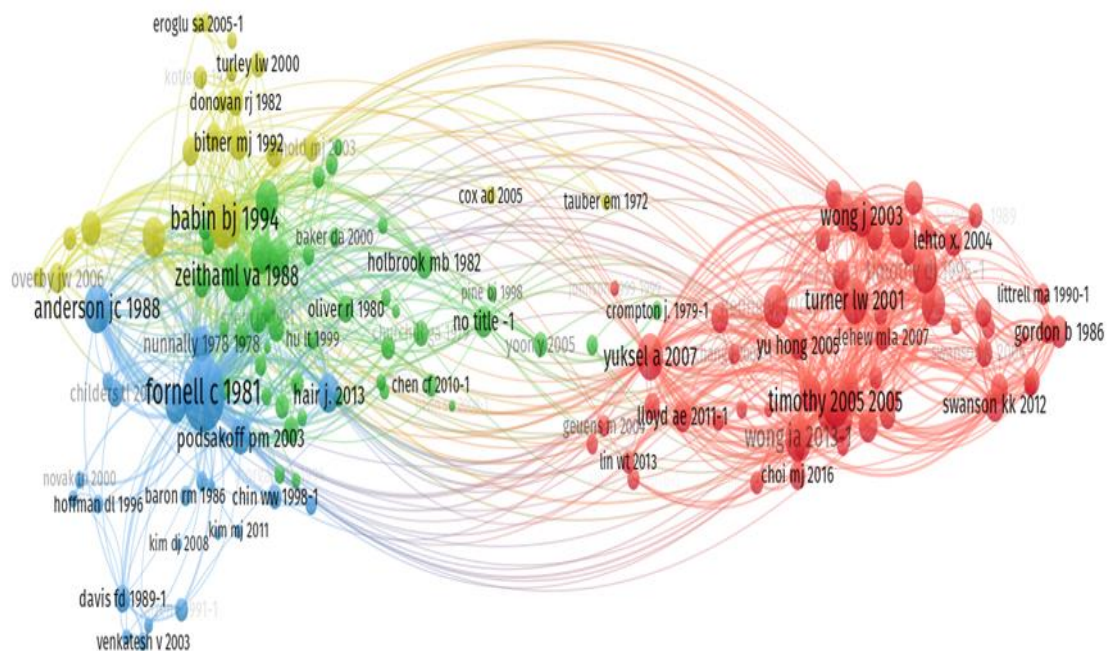 eroglu sa 2005-1
turley lw 2000
donovan rj 1982
bitner mj 1992
cox ad 2005
tauber em 1972
babin bj 1994
wong j 2003
baker da 2000
lehto x. 2004
holbrook mb 1982
zeithaml va 1988
overby jw 2006
pine bj 1998
littrell ma 1990-1
anderson jc 1988
oliver rl 1980
crompton j. 1979-1
turner lw 2001
no title -1
gordon b 1986
nunnally 1978 1978
hu lt 1999
yoon y 2005
yuksel a 2007
yu hong 2005
lehew mla 2007
fornell c 1981
hair j. 2013
chen cf 2010-1
timothy 2005 2005
swanson kk 2012
lloyd ae 2011-1
podsakoff pm 2003
geuens m 2004
wong ia 2013-1
lin wt 2013
choi mj 2016
hoffman dl 1996
baron rm 1986
chin ww 1998-1
kim dj 2008
kim mj 2011
davis fd 1989-1
venkatesh v 2003